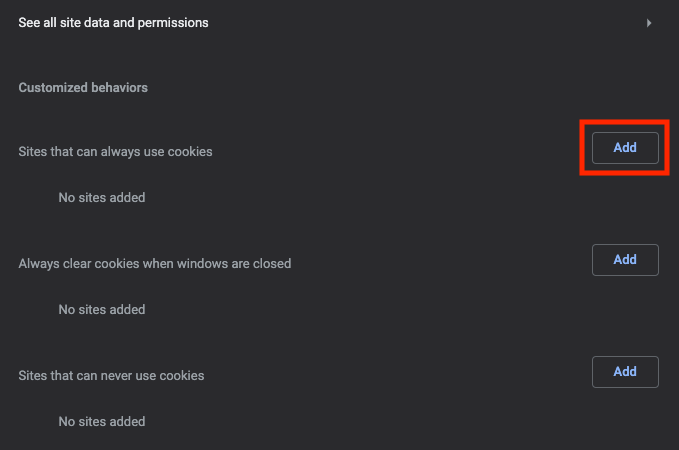 See all site data and permissions
Customized behaviors
Sites that can always use cookies
Add
No sites added
Always clear cookies when windows are closed
Add
No sites added
Sites that can never use cookies
Add
No sites added